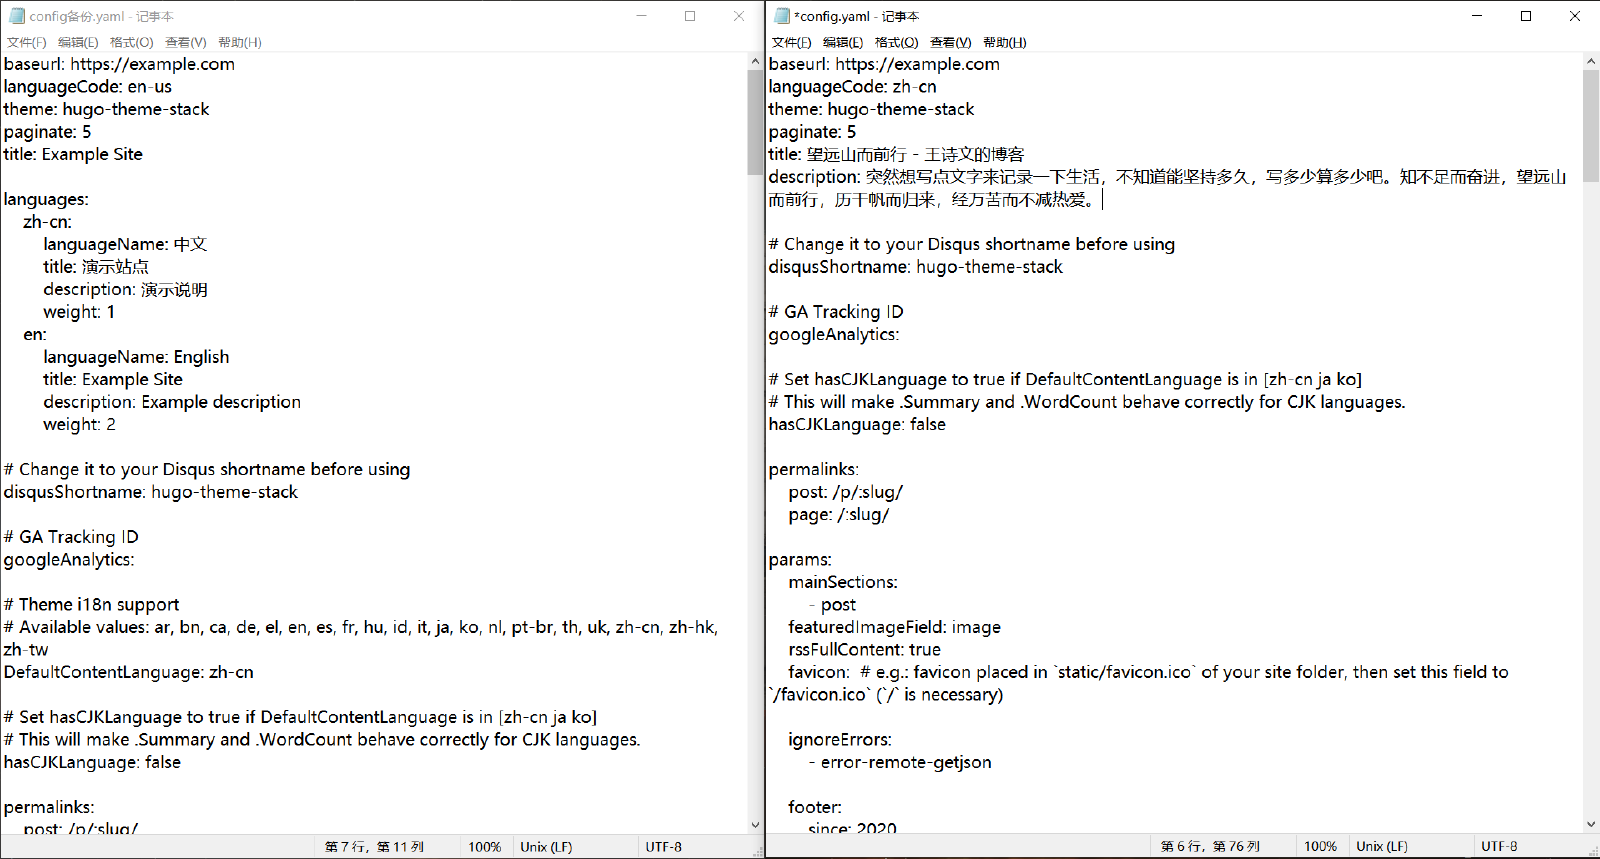 config备份.yaml - 记事本
文件(F) 编辑(E) 格式(O) 查看(V) 帮助(H)
baseurl: https://example.com
languageCode: en-us
theme: hugo-theme-stack
paginate: 5
title: Example Site
languages:
zh-cn:
languageName: 中文
title: 演示站点
description: 演示说明
weight: 1
en:
languageName: English
title: Example Site
description: Example description
weight: 2
# Change it to your Disqus shortname before using
disqusShortname: hugo-theme-stack
# GA Tracking ID
googleAnalytics:
# Theme i18n support
# Available values: ar, bn, ca, de, el, en, es, fr, hu, id, it, ja, ko, nl, pt-br, th, uk, zh-cn, zh-hk,
zh-tw
DefaultContentLanguage: zh-cn
# Set hasCJKLanguage to true if DefaultContentLanguage is in [zh-cn ja ko]
# This will make .Summary and .WordCount behave correctly for CJK languages.
hasCJKLanguage: false
permalinks:
post: /p/:slug/
第 7 行，第 11 列 100% Unix (LF) UTF-8
*config.yaml - 记事本
文件(F) 编辑(E) 格式(O) 查看(V) 帮助(H)
baseurl: https://example.com
languageCode: zh-cn
theme: hugo-theme-stack
paginate: 5
title: 望远山而前行 - 王诗文的博客
description: 突然想写点文字来记录一下生活，不知道能坚持多久，写多少算多少吧。知不足而奋进，望远山
而前行，历千帆而归来，经万苦而不减热爱。
# Change it to your Disqus shortname before using
disqusShortname: hugo-theme-stack
# GA Tracking ID
googleAnalytics:
# Set hasCJKLanguage to true if DefaultContentLanguage is in [zh-cn ja ko]
# This will make .Summary and .WordCount behave correctly for CJK languages.
hasCJKLanguage: false
permalinks:
post: /p/:slug/
page: /:slug/
params:
mainSections:
- post
featuredImageField: image
rssFullContent: true
favicon:  # e.g.: favicon placed in `static/favicon.ico` of your site folder, then set this field to
`/favicon.ico` (`/` is necessary)
ignoreErrors:
- error-remote-getjson
footer:
since: 2020
第 6 行，第 76 列 100% Unix (LF) UTF-8